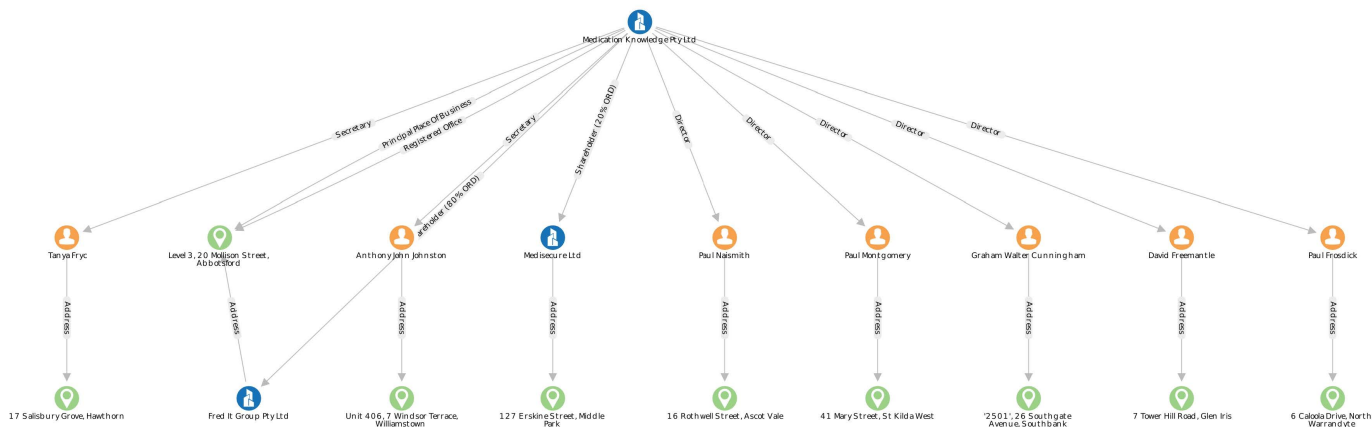 Medication Knowledge Pty Ltd
Secretary
Principal Place Of Business
Registered Office
Secretary
areholder (80% ORD)
Shareholder (20% ORD)
Director
Director
Director
Director
Director
Tanya Fryc
Level 3, 20 Mollison Street,
Abbotsford
Anthony John Johnston
Medisecure Ltd
Paul Naismith
Paul Montgomery
Graham Walter Cunningham
David Freemantle
Paul Frosdick
Address
Address
Address
Address
Address
Address
Address
Address
Address
17 Salisbury Grove, Hawthorn
Fred It Group Pty Ltd
Unit 406, 7 Windsor Terrace,
Williamstown
127 Erskine Street, Middle
Park
16 Rothwell Street, Ascot Vale
41 Mary Street, St Kilda West
'2501', 26 Southgate
Avenue, Southbank
7 Tower Hill Road, Glen Iris
6 Caloola Drive, North
Warrandyte